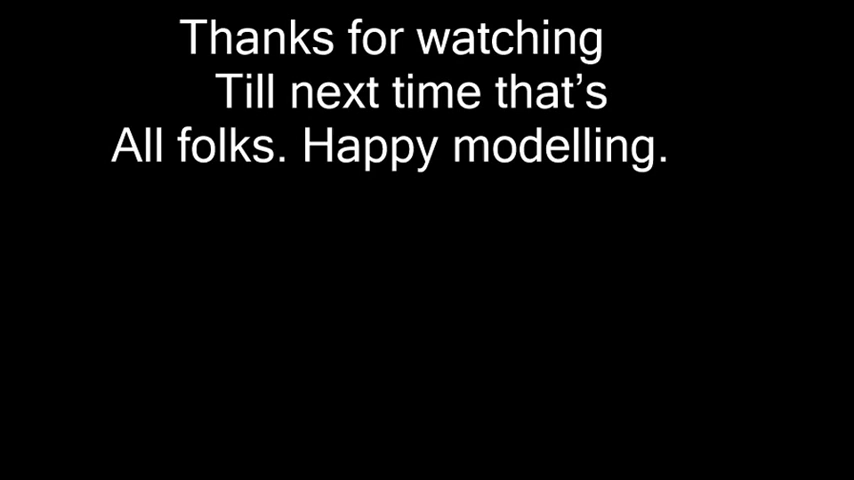 Thanks for watching
Till next time that’s
All folks. Happy modelling.